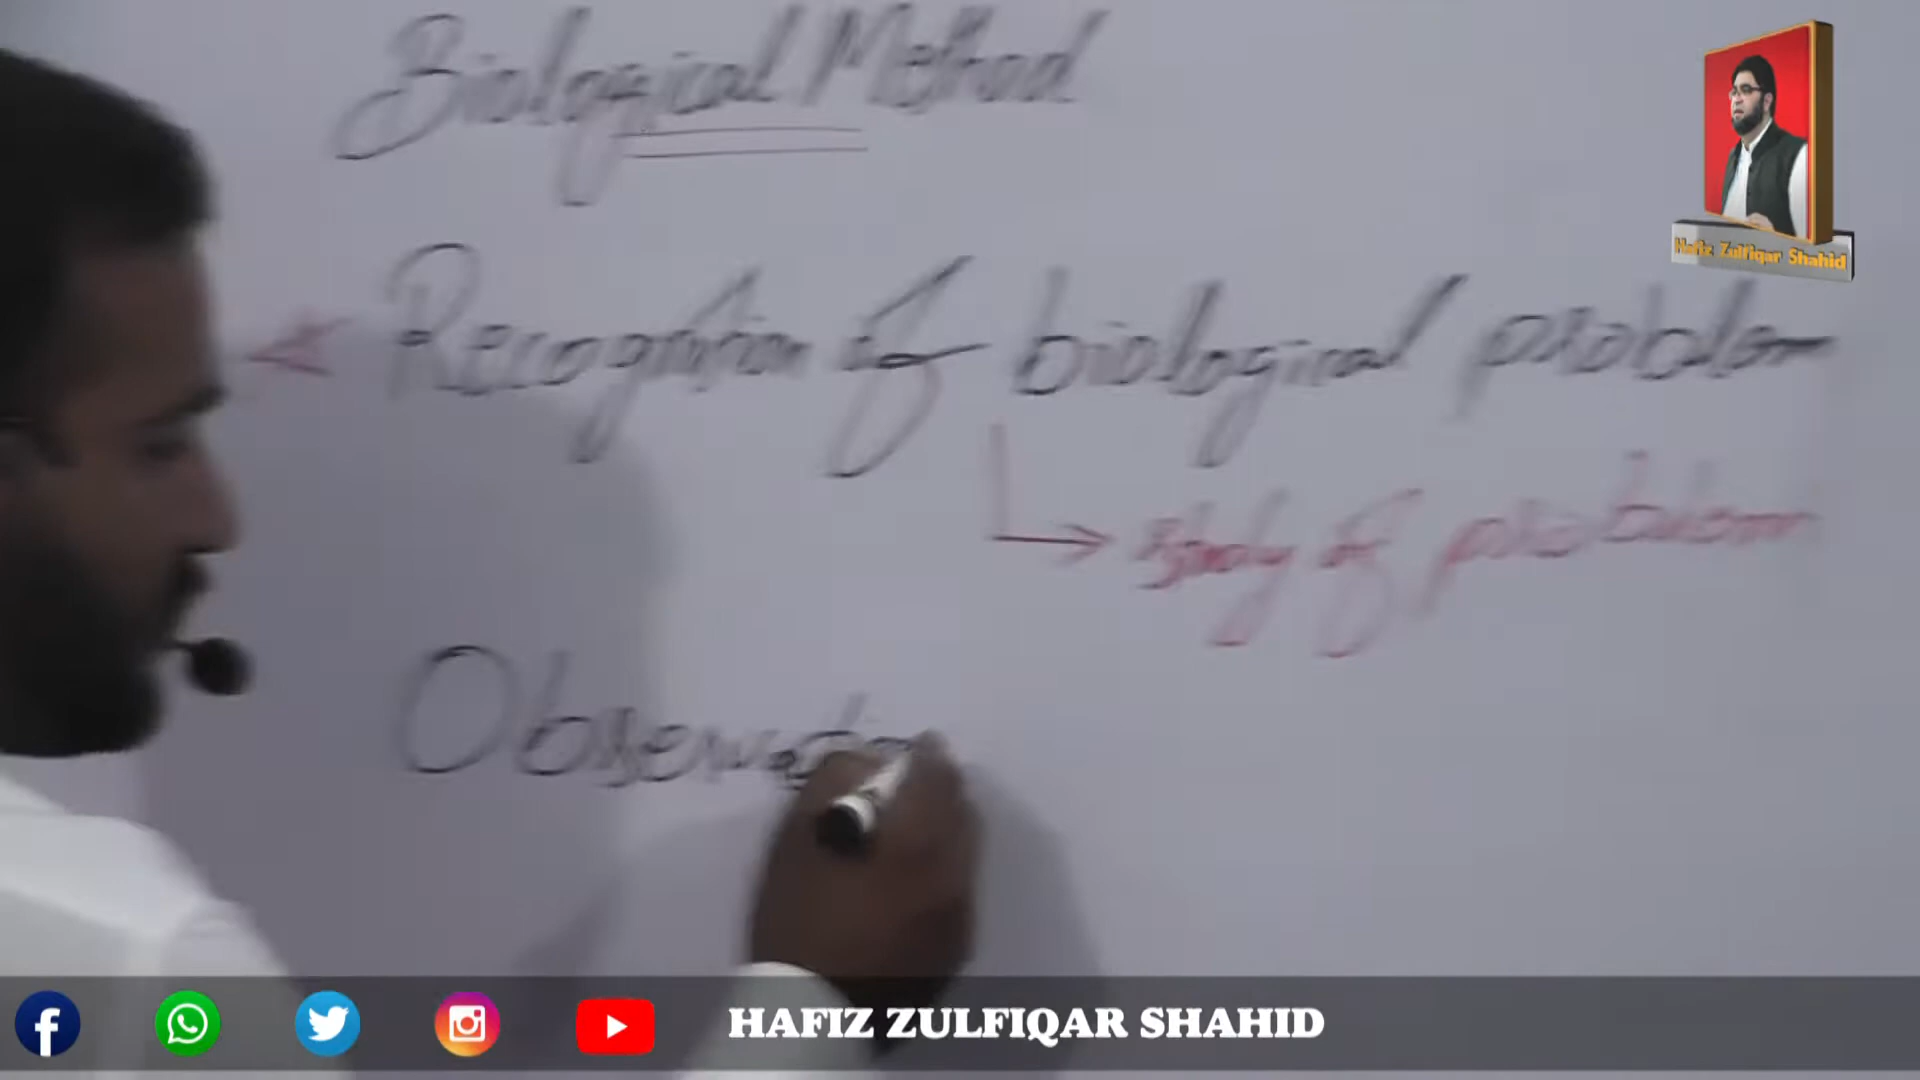 Biological Method
Hafiz Zulfiqar Shahid
Recognition of biological problem
Study of problem
Observation
HAFIZ ZULFIQAR SHAHID